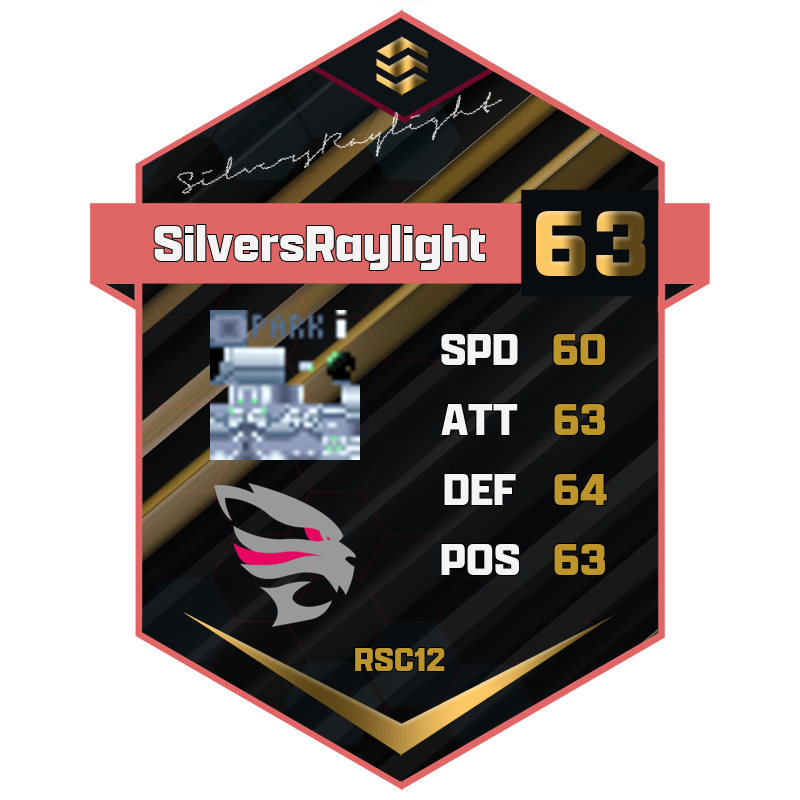 SilversRaylight
SilversRaylight 63
PARK i
SPD 60
ATT 63
DEF 64
POS 63
RSC12